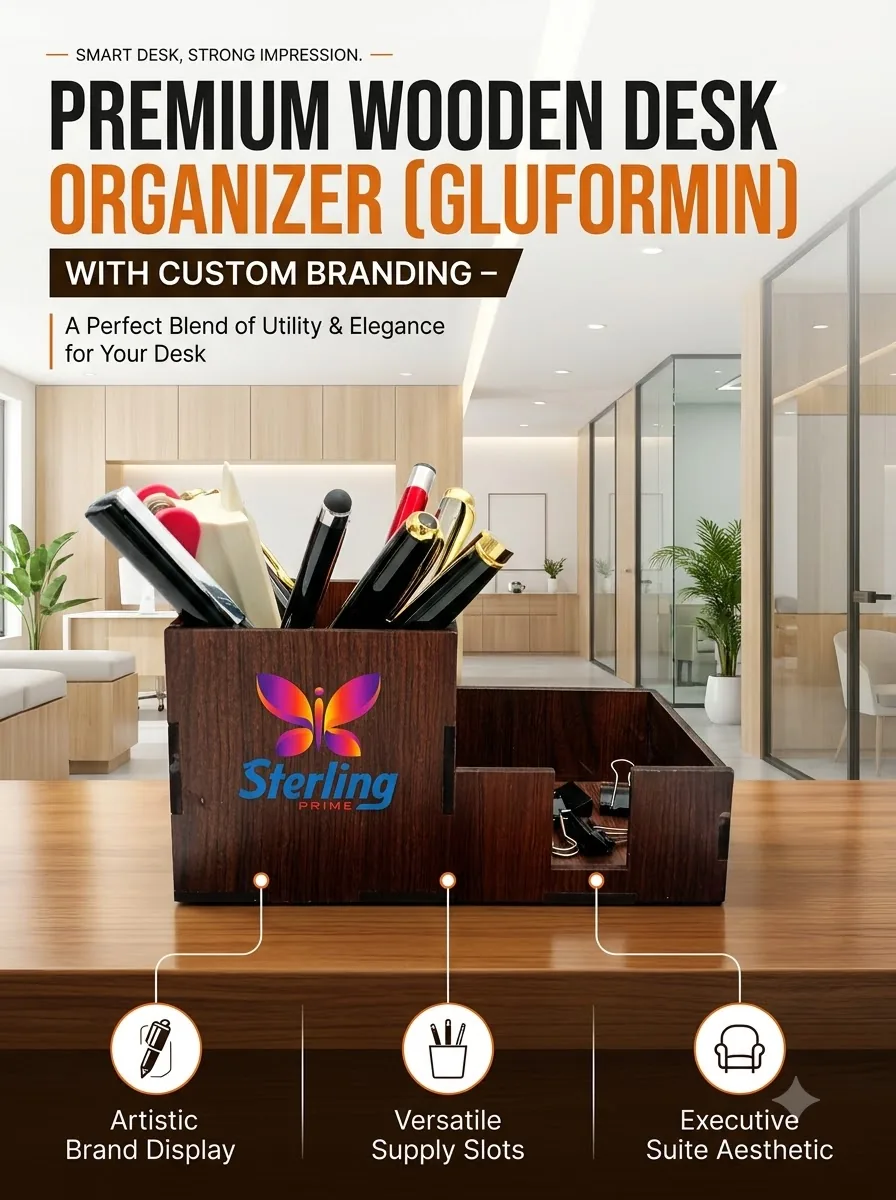 SMART DESK, STRONG IMPRESSION.
PREMIUM WOODEN DESK
ORGANIZER (GLUFORMIN)
WITH CUSTOM BRANDING –
A Perfect Blend of Utility & Elegance
for Your Desk
Sterling
PRIME
Artistic
Brand Display
Versatile
Supply Slots
Executive
Suite Aesthetic